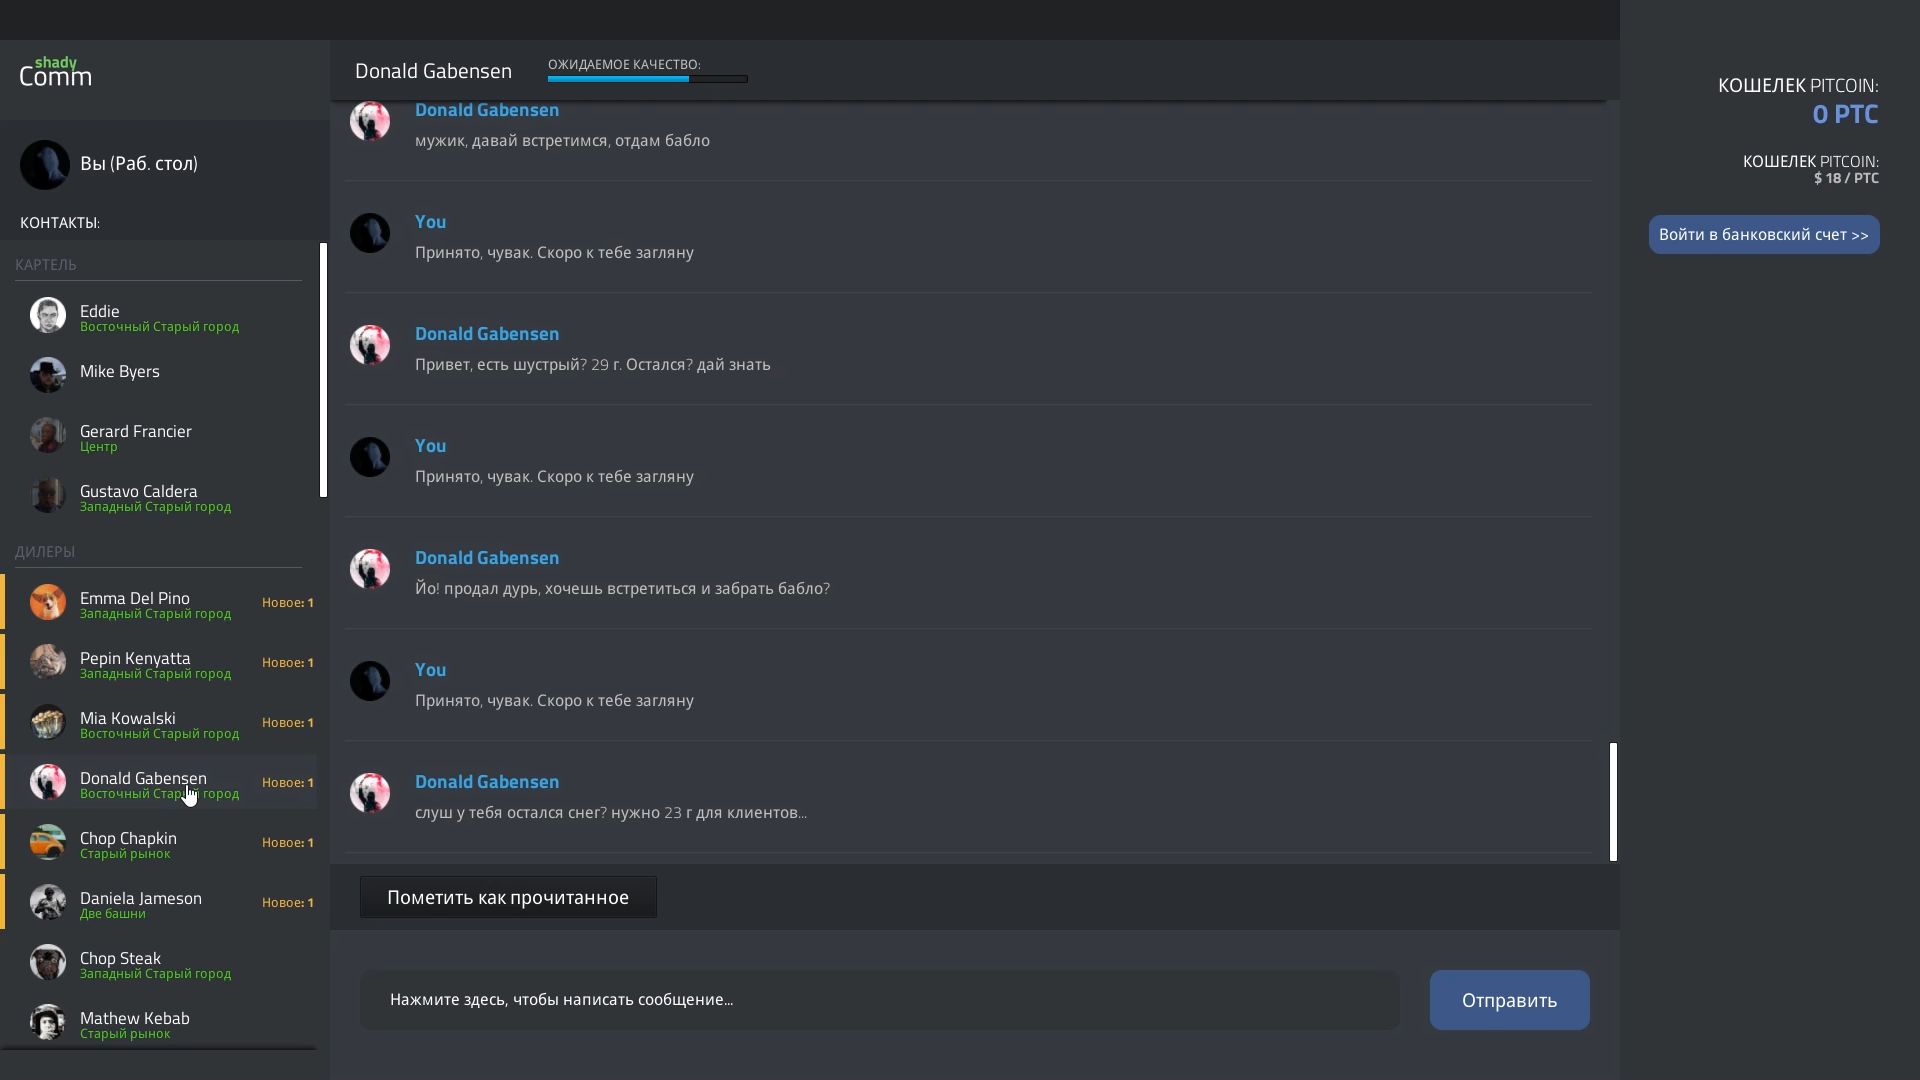 shady
Comm
Вы (Раб. стол)
КОНТАКТЫ:
КАРТЕЛЬ
Eddie
Восточный Старый город
Mike Byers
Gerard Francier
Центр
Gustavo Caldera
Западный Старый город
ДИЛЕРЫ
Emma Del Pino
Западный Старый город
Новое: 1
Pepin Kenyatta
Западный Старый город
Новое: 1
Mia Kowalski
Восточный Старый город
Новое: 1
Donald Gabensen
Восточный Старый город
Новое: 1
Chop Chapkin
Старый рынок
Новое: 1
Daniela Jameson
Две башни
Новое: 1
Chop Steak
Западный Старый город
Mathew Kebab
Старый рынок
Donald Gabensen
ОЖИДАЕМОЕ КАЧЕСТВО:
Donald Gabensen
мужик, давай встретимся, отдам бабло
You
Принято, чувак. Скоро к тебе загляну
Donald Gabensen
Привет, есть шустрый? 29 г. Остался? дай знать
You
Принято, чувак. Скоро к тебе загляну
Donald Gabensen
Йо! продал дурь, хочешь встретиться и забрать бабло?
You
Принято, чувак. Скоро к тебе загляну
Donald Gabensen
слуш у тебя остался снег? нужно 23 г для клиентов...
Пометить как прочитанное
Нажмите здесь, чтобы написать сообщение...
Отправить
КОШЕЛЕК PITCOIN:
0 PTC
КОШЕЛЕК PITCOIN:
$ 18 / PTC
Войти в банковский счет >>